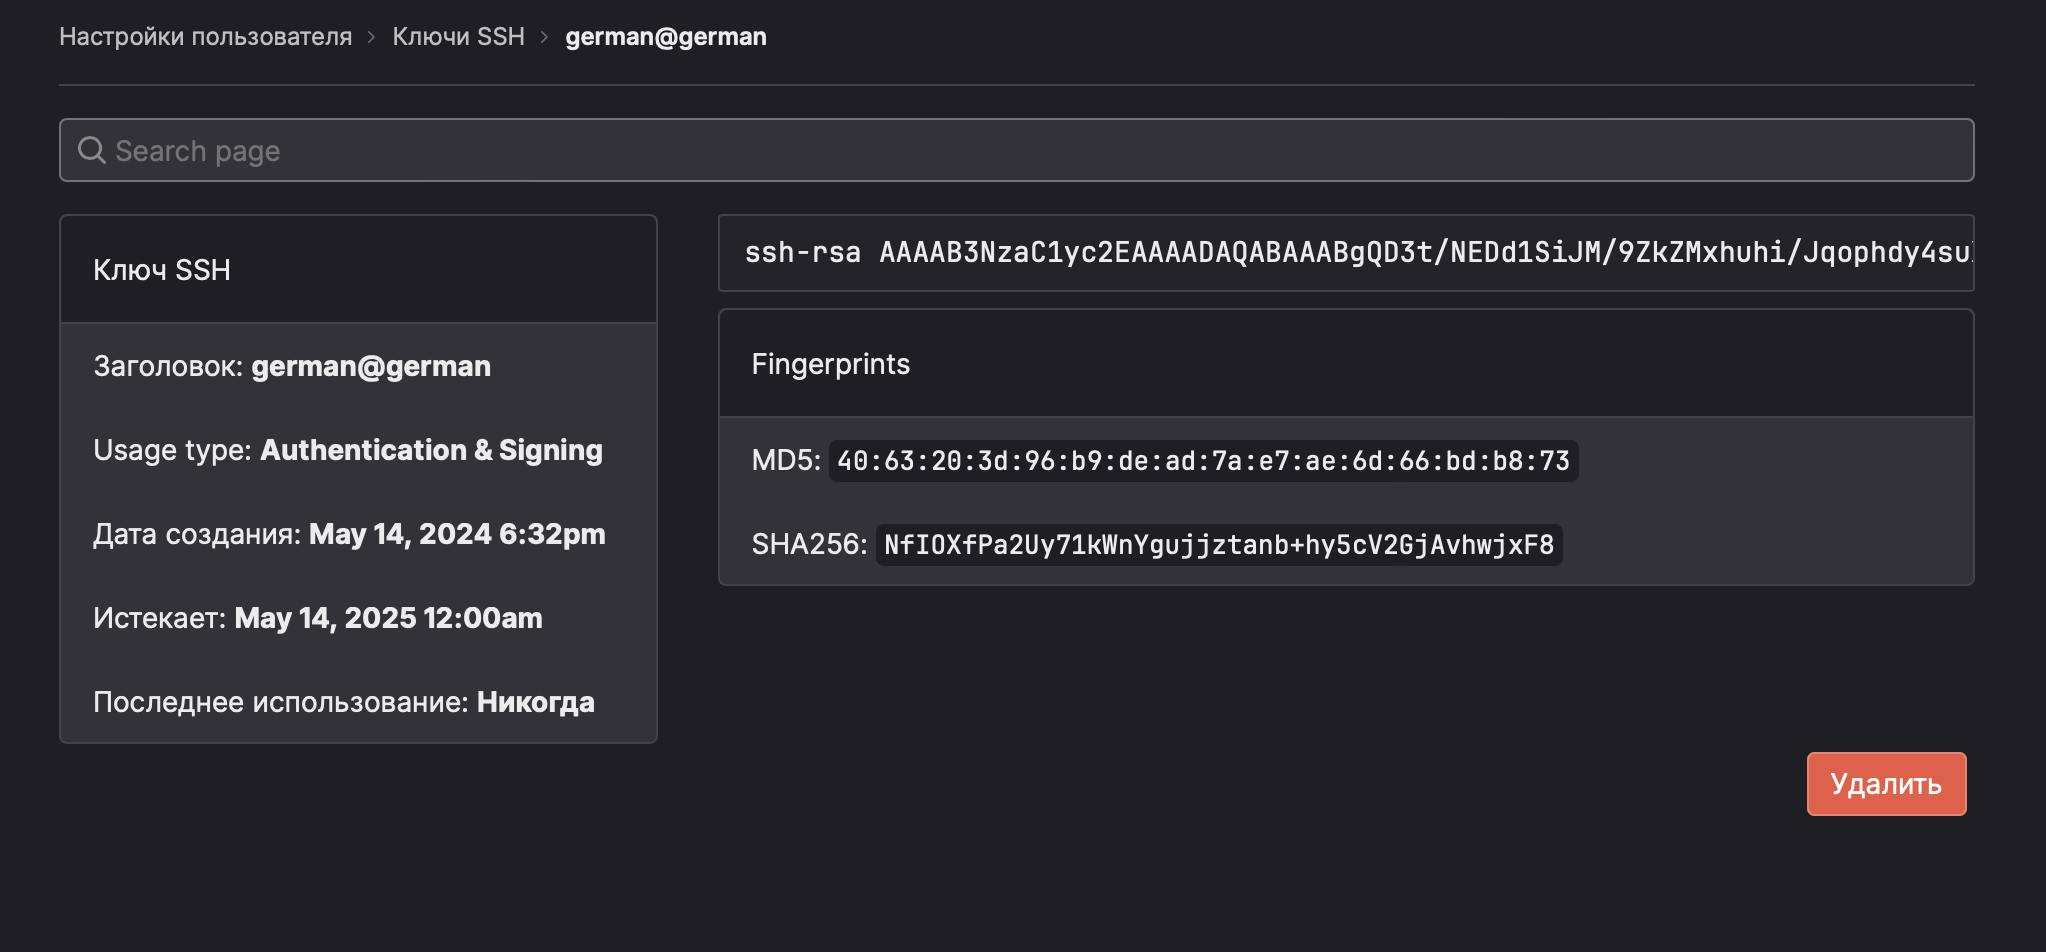 Настройки пользователя > Ключи SSH > german@german
Search page
Ключ SSH
Заголовок: german@german
Usage type: Authentication & Signing
Дата создания: May 14, 2024 6:32pm
Истекает: May 14, 2025 12:00am
Последнее использование: Никогда
ssh-rsa AAAAB3NzaC1yc2EAAAADAQABAAABgQD3t/NEDd1SiJM/9ZkZMxhuhi/Jqophdy4su
Fingerprints
MD5: 40:63:20:3d:96:b9:de:ad:7a:e7:ae:6d:66:bd:b8:73
SHA256: NfIOXfPa2Uy71kWnYgujjztanb+hy5cV2GjAvhwjxF8
Удалить